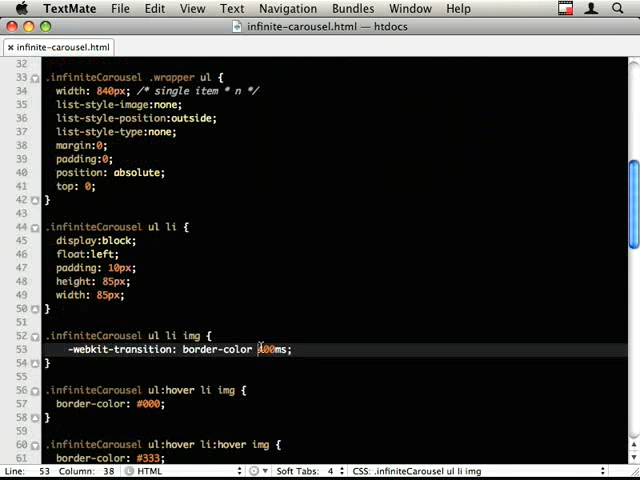 TextMate File Edit View Text Navigation Bundles Window Help
infinite-carousel.html — htdocs
× infinite-carousel.html
32
33 .infiniteCarousel .wrapper ul {
34 width: 840px; /* single item * n */
35 list-style-image:none;
36 list-style-position:outside;
37 list-style-type:none;
38 margin:0;
39 padding:0;
40 position: absolute;
41 top: 0;
42 }
43
44 .infiniteCarousel ul li {
45 display:block;
46 float:left;
47 padding: 10px;
48 height: 85px;
49 width: 85px;
50 }
51
52 .infiniteCarousel ul li img {
53 -webkit-transition: border-color 00ms;
54 }
55
56 .infiniteCarousel ul:hover li img {
57 border-color: #000;
58 }
59
60 .infiniteCarousel ul:hover li:hover img {
61 border-color: #333;
Line: 53 Column: 38 HTML Soft Tabs: 4 CSS: .infiniteCarousel ul li img